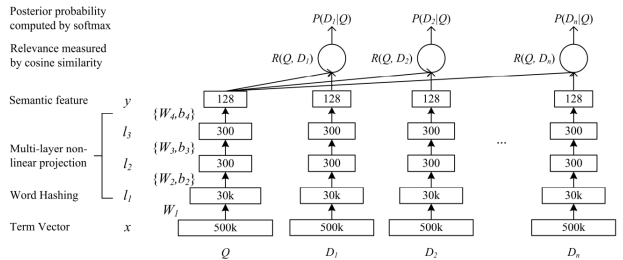 Posterior probability
computed by softmax
P(D1|Q) P(D2|Q) P(Dn|Q)
Relevance measured
by cosine similarity
R(Q, D1) R(Q, D2) R(Q, Dn)
Semantic feature y 128 128 128 128
{W4,b4}
l3 300 300 300 300
Multi-layer non-
linear projection
{W3,b3}
...
l2 300 300 300 300
{W2,b2}
Word Hashing l1 30k 30k 30k 30k
W1
Term Vector x 500k 500k 500k 500k
Q D1 D2 Dn